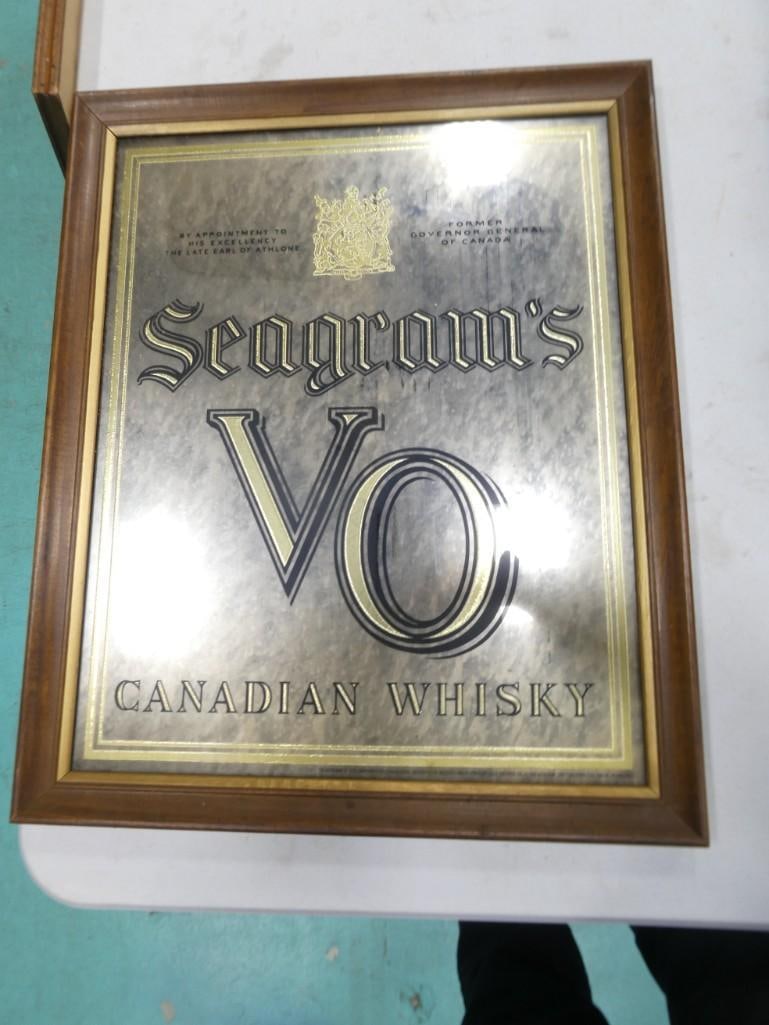 BY APPOINTMENT TO
HIS EXCELLENCY
THE LATE EARL OF ATHLONE
FORMER
GOVERNOR GENERAL
OF CANADA
Seagram's
VO
CANADIAN WHISKY